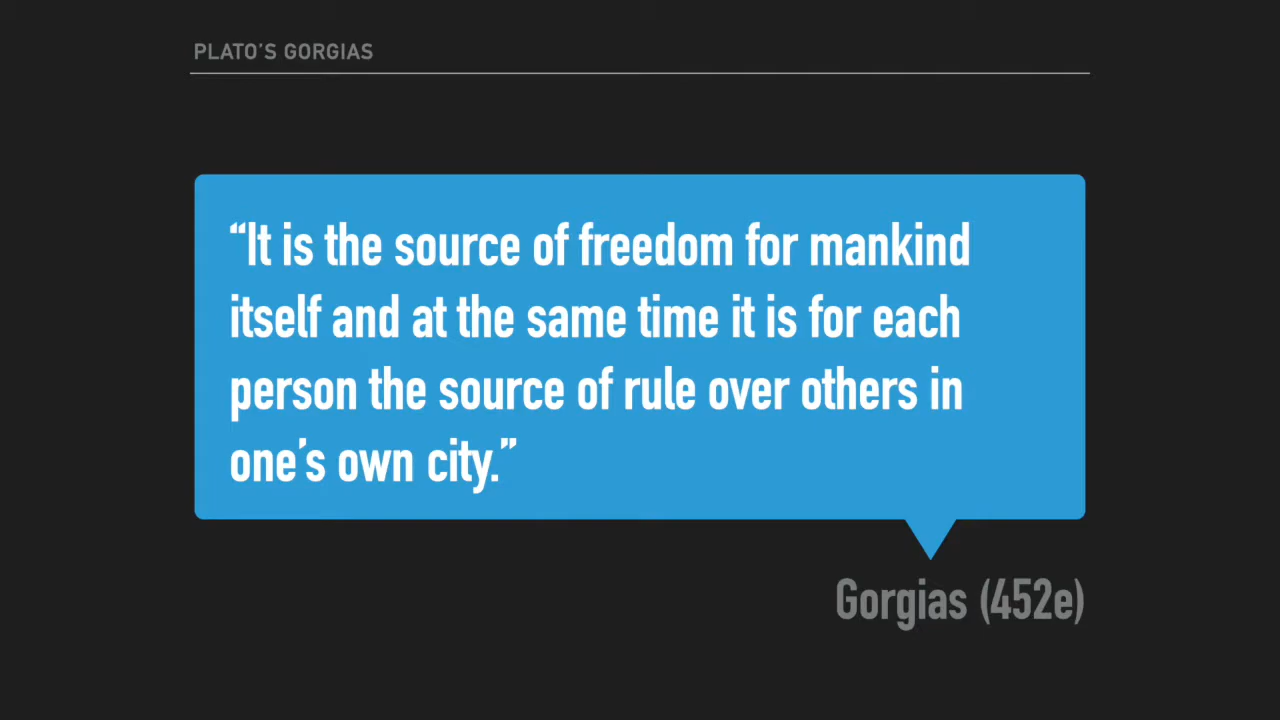 PLATO’S GORGIAS
“It is the source of freedom for mankind
itself and at the same time it is for each
person the source of rule over others in
one’s own city.”
Gorgias (452e)